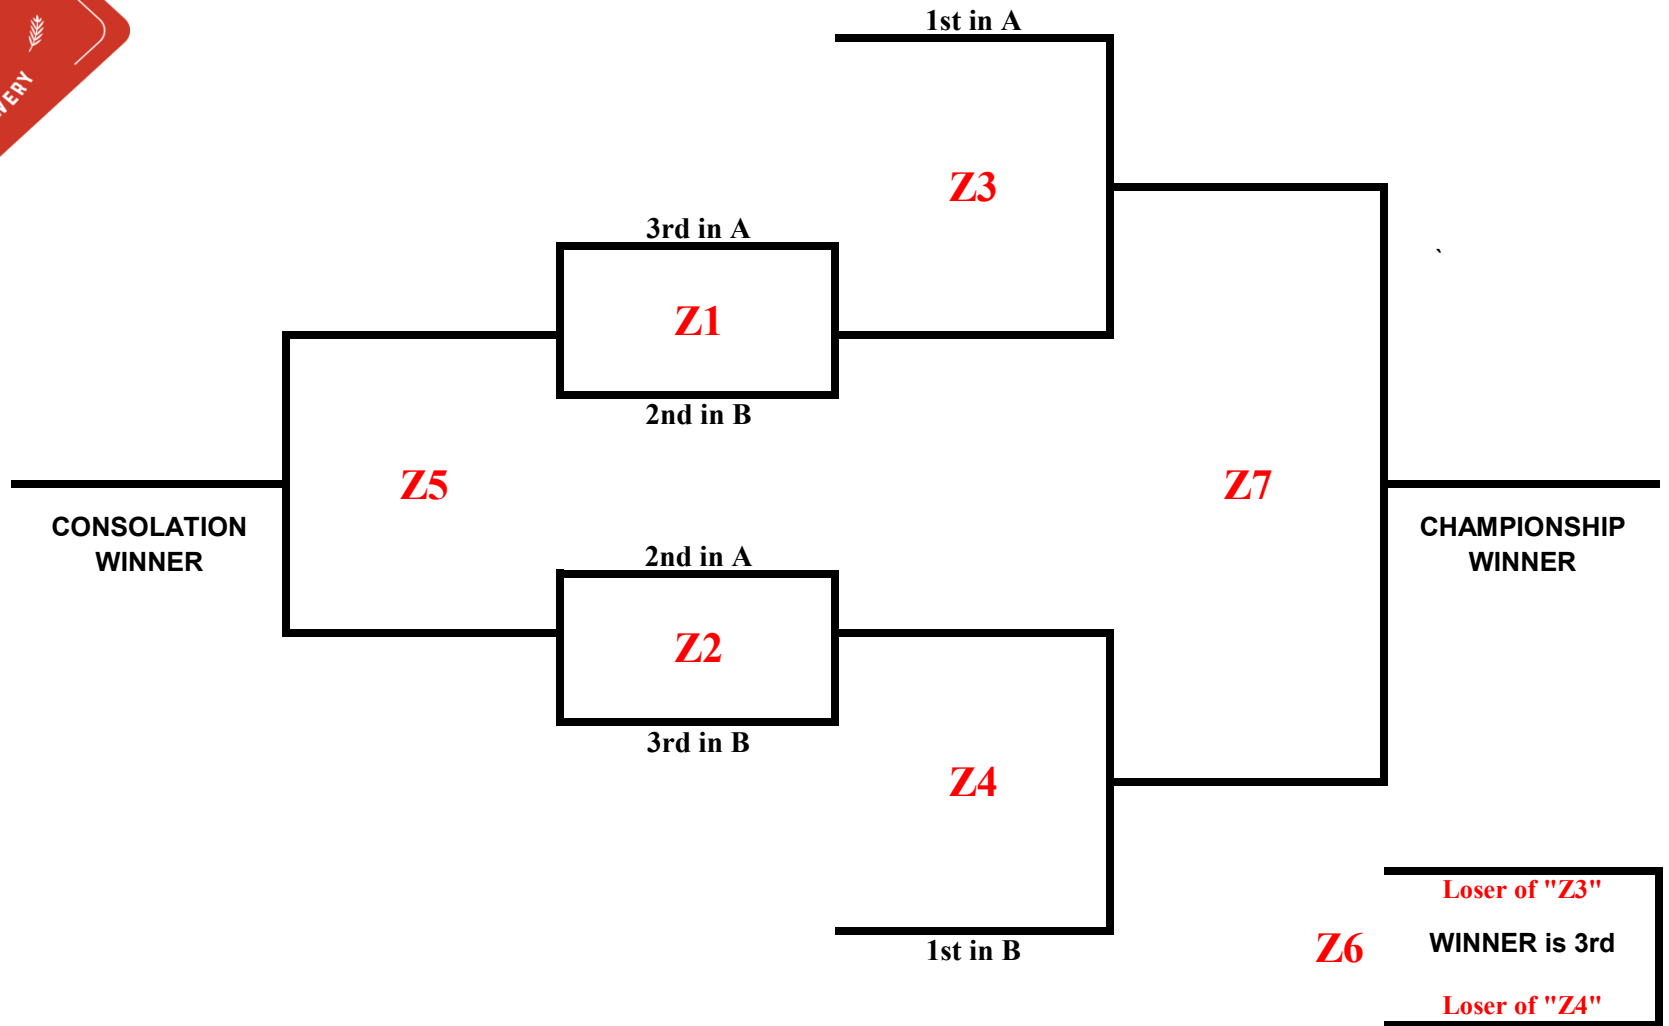 1st in A
Z3
3rd in A
Z1
2nd in B
Z5
Z7
CONSOLATION
WINNER
CHAMPIONSHIP
WINNER
2nd in A
Z2
3rd in B
Z4
1st in B
Loser of "Z3"
Z6
WINNER is 3rd
Loser of "Z4"
`